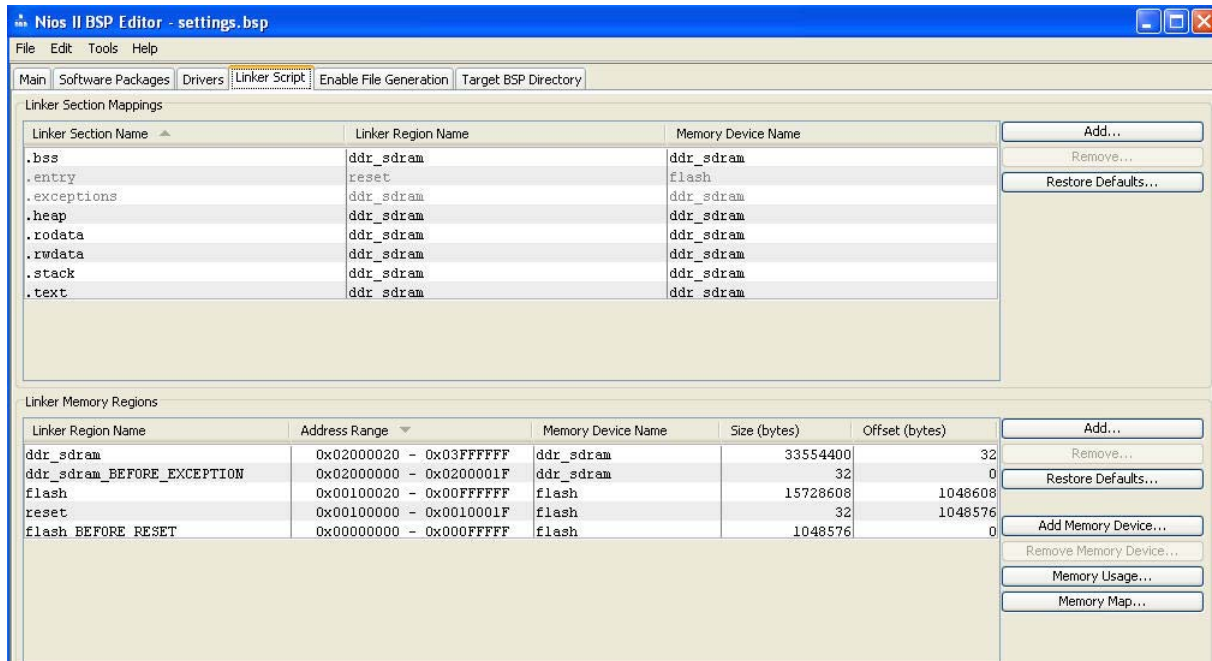 Nios II BSP Editor - settings.bsp
File Edit Tools Help
Main Software Packages Drivers Linker Script Enable File Generation Target BSP Directory
Linker Section Mappings
Linker Section Name Linker Region Name Memory Device Name Add...
.bss ddr_sdram ddr_sdram Remove...
.entry reset flash Restore Defaults...
.exceptions ddr_sdram ddr_sdram
.heap ddr_sdram ddr_sdram
.rodata ddr_sdram ddr_sdram
.rwdata ddr_sdram ddr_sdram
.stack ddr_sdram ddr_sdram
.text ddr_sdram ddr_sdram
Linker Memory Regions
Linker Region Name Address Range Memory Device Name Size (bytes) Offset (bytes) Add...
ddr_sdram 0x02000020 - 0x03FFFFFF ddr_sdram 33554400 32 Remove...
ddr_sdram_BEFORE_EXCEPTION 0x02000000 - 0x0200001F ddr_sdram 32 0 Restore Defaults...
flash 0x00100020 - 0x00FFFFFF flash 15728608 1048608
reset 0x00100000 - 0x0010001F flash 32 1048576
flash_BEFORE_RESET 0x00000000 - 0x000FFFFF flash 1048576 0 Add Memory Device...
Remove Memory Device...
Memory Usage...
Memory Map...